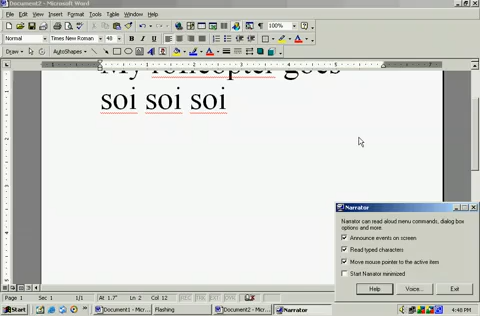 Document2 - Microsoft Word
File Edit View Insert Format Tools Table Window Help
100%
Normal Times New Roman 48 B I U
Draw AutoShapes
My roflcopter goes
soi soi soi
Narrator
Narrator can read aloud menu commands, dialog box
options and more
Announce events on screen
Read typed characters
Move mouse pointer to the active item
Start Narrator minimized
Help Voice... Exit
Page 1 Sec 1 1/1 At 1.7" Ln 2 Col 12 REC TRK EXT OVR
Start Document1 - Micr... Flashing Document2 - Micr... Narrator 4:48 PM